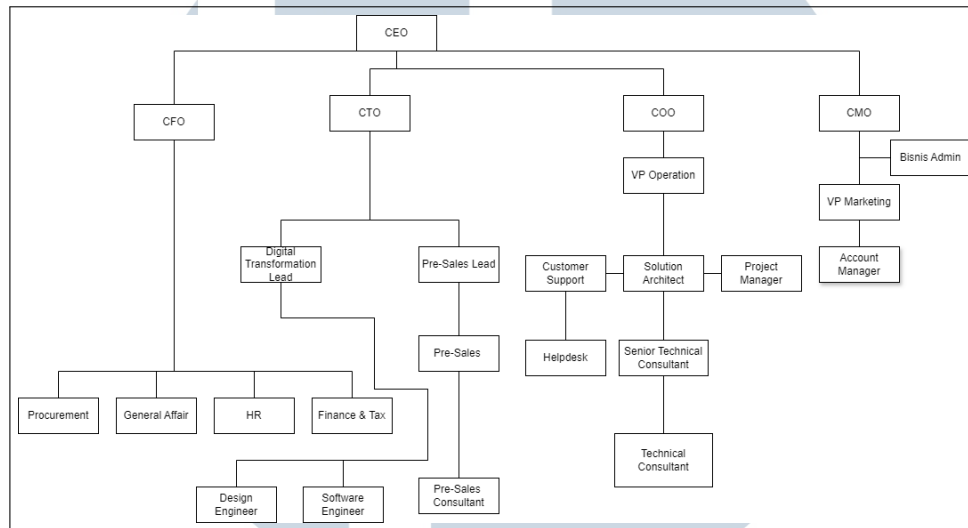 CEO
CFO
CTO
COO
CMO
Bisnis Admin
VP Operation
VP Marketing
Digital
Transformation
Lead
Pre-Sales Lead
Customer
Support
Solution
Architect
Project
Manager
Account
Manager
Pre-Sales
Helpdesk
Senior Technical
Consultant
Procurement
General Affair
HR
Finance & Tax
Technical
Consultant
Design
Engineer
Software
Engineer
Pre-Sales
Consultant